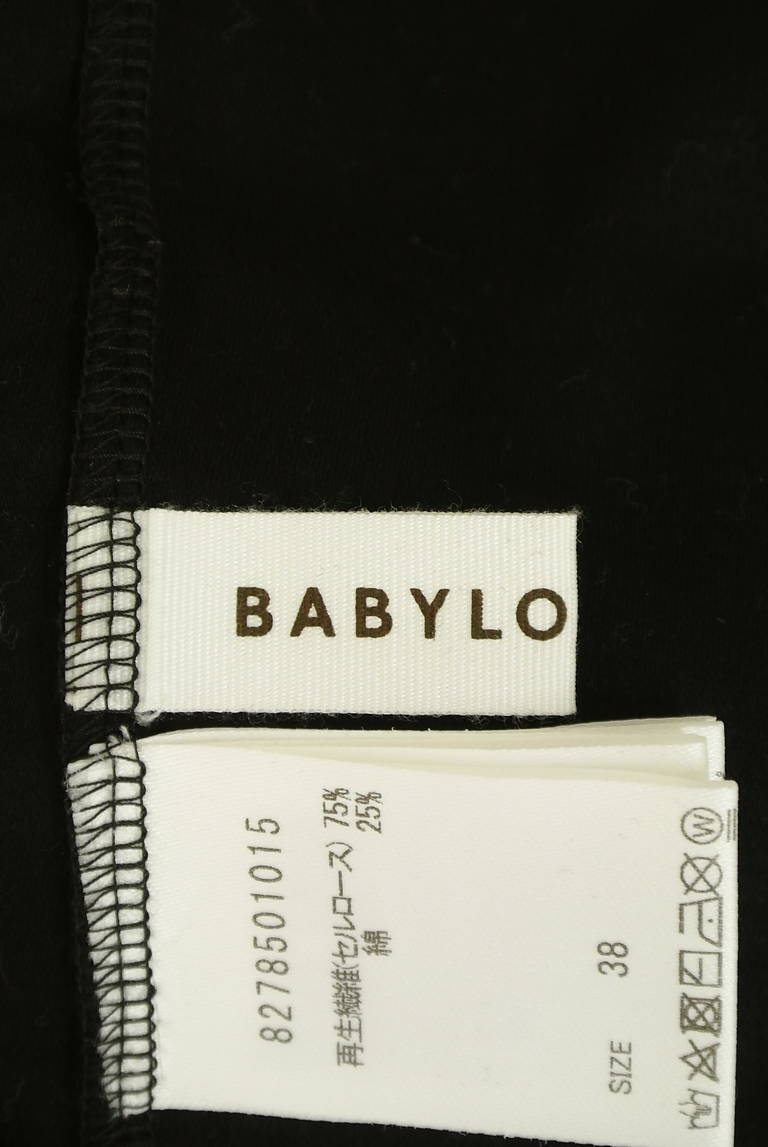 BABYLO
8278501015
再生繊維(セルロース) 75%
綿 25%
SIZE 38
W